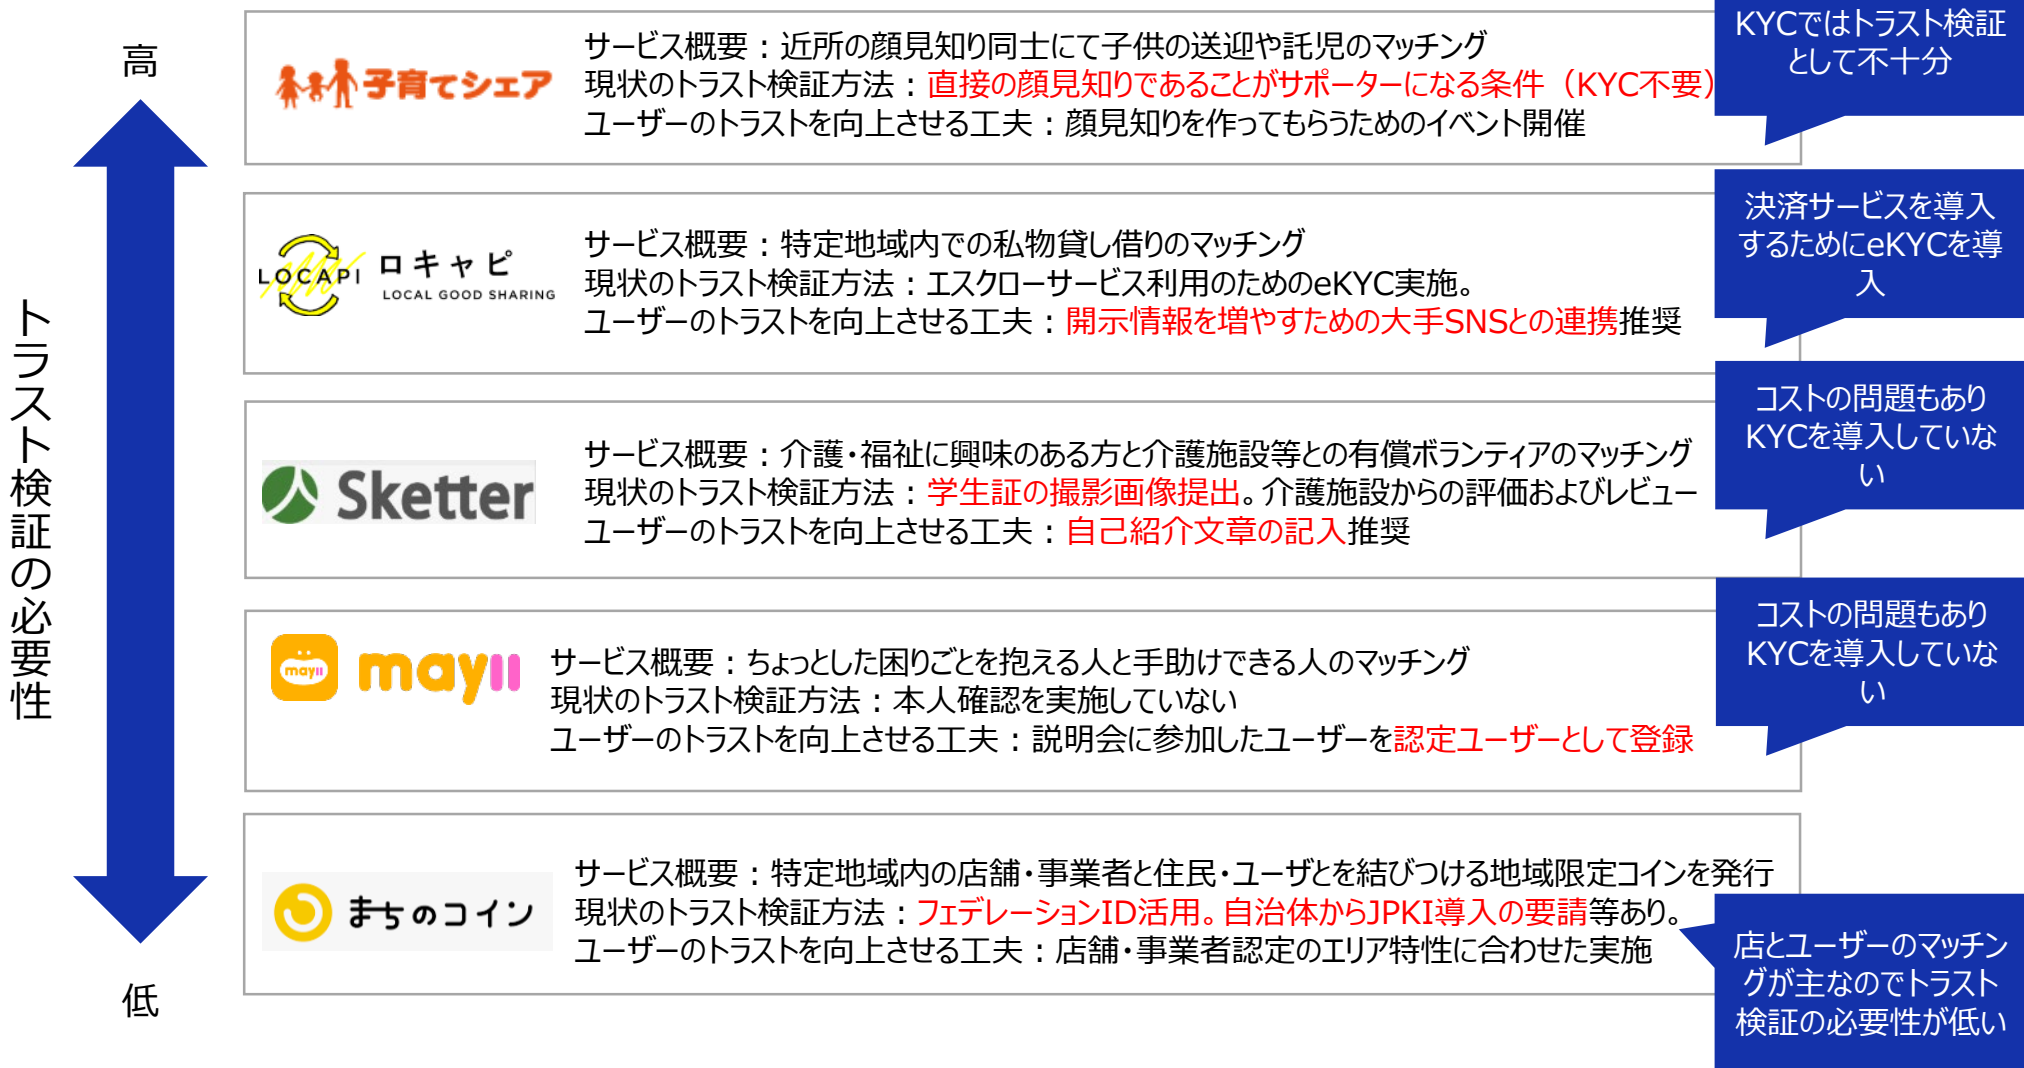 トラスト検証の必要性
高
低
子育てシェア
サービス概要：近所の顔見知り同士にて子供の送迎や託児のマッチング
現状のトラスト検証方法：直接の顔見知りであることがサポーターになる条件（KYC不要）
ユーザーのトラストを向上させる工夫：顔見知りを作ってもらうためのイベント開催
KYCではトラスト検証
として不十分
LOCAPI
ロキャピ
LOCAL GOOD SHARING
サービス概要：特定地域内での私物貸し借りのマッチング
現状のトラスト検証方法：エスクローサービス利用のためのeKYC実施。
ユーザーのトラストを向上させる工夫：開示情報を増やすための大手SNSとの連携推奨
決済サービスを導入
するためにeKYCを導
入
Sketter
サービス概要：介護・福祉に興味のある方と介護施設等との有償ボランティアのマッチング
現状のトラスト検証方法：学生証の撮影画像提出。介護施設からの評価およびレビュー
ユーザーのトラストを向上させる工夫：自己紹介文章の記入推奨
コストの問題もあり
KYCを導入していな
い
mayii
mayii
サービス概要：ちょっとした困りごとを抱える人と手助けできる人のマッチング
現状のトラスト検証方法：本人確認を実施していない
ユーザーのトラストを向上させる工夫：説明会に参加したユーザーを認定ユーザーとして登録
コストの問題もあり
KYCを導入していな
い
まちのコイン
サービス概要：特定地域内の店舗・事業者と住民・ユーザとを結びつける地域限定コインを発行
現状のトラスト検証方法：フェデレーションID活用。自治体からJPKI導入の要請等あり。
ユーザーのトラストを向上させる工夫：店舗・事業者認定のエリア特性に合わせた実施
店とユーザーのマッチン
グが主なのでトラスト
検証の必要性が低い